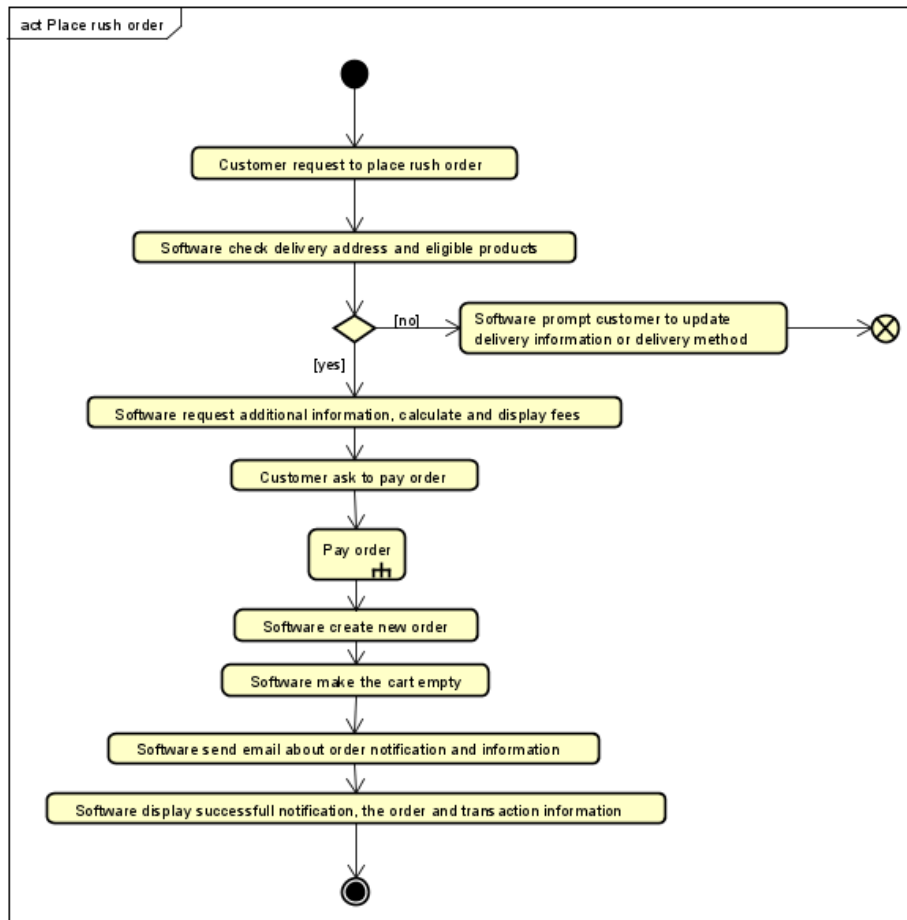 act Place rush order
Customer request to place rush order
Software check delivery address and eligible products
[no]
Software prompt customer to update
delivery information or delivery method
[yes]
Software request additional information, calculate and display fees
Customer ask to pay order
Pay order
Software create new order
Software make the cart empty
Software send email about order notification and information
Software display successfull notification, the order and transaction information